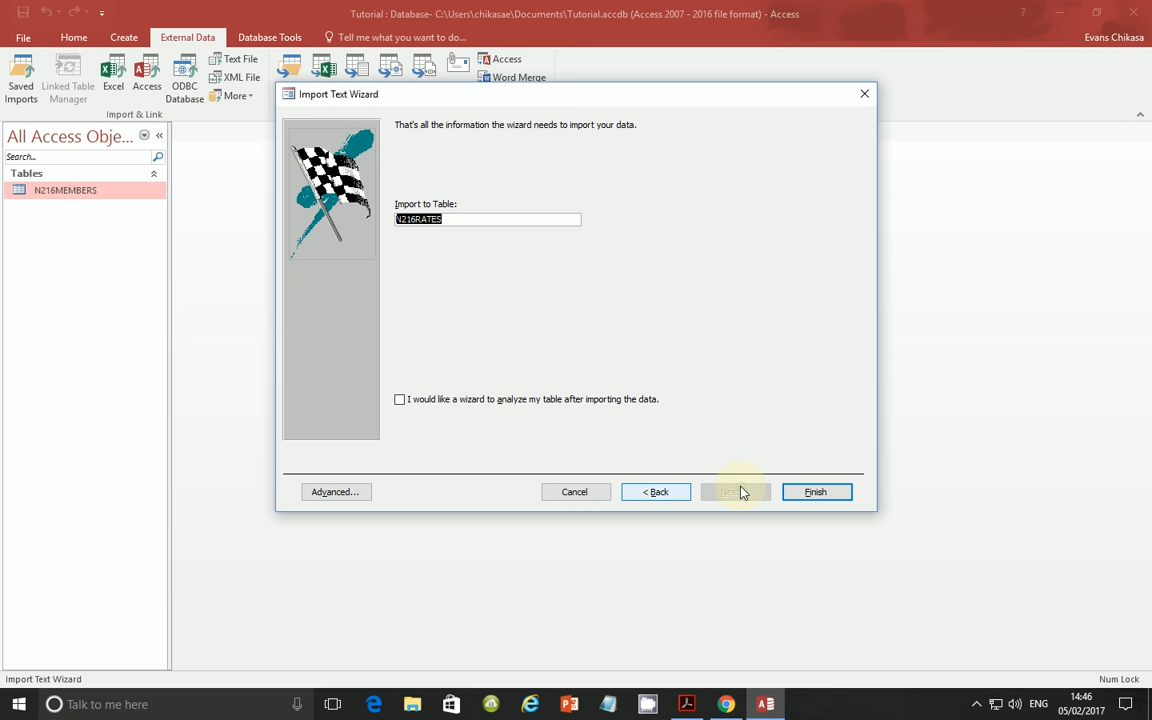 Tutorial : Database- C:\Users\chikasae\Documents\Tutorial.accdb (Access 2007 - 2016 file format) - Access
?
File
Home
Create
External Data
Database Tools
Tell me what you want to do...
Evans Chikasa
Saved Imports
Linked Table Manager
Excel
Access
ODBC Database
Text File
XML File
More
Access
Word Merge
Import & Link
Import Text Wizard
All Access Obje...
Search...
Tables
N216MEMBERS
That's all the information the wizard needs to import your data.
Import to Table:
N216RATES
I would like a wizard to analyze my table after importing the data.
Advanced...
Cancel
< Back
Finish
Import Text Wizard
Num Lock
Talk to me here
ENG
14:46
05/02/2017